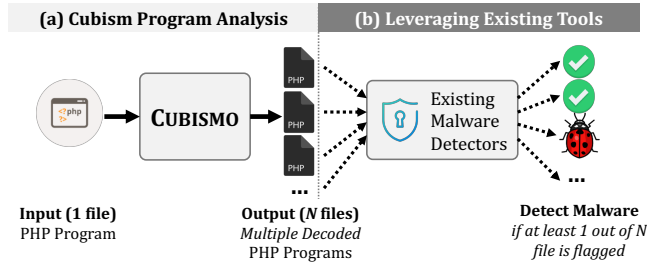 (a) Cubism Program Analysis
(b) Leveraging Existing Tools
php
CUBISMO
PHP
PHP
PHP
...
Existing
Malware
Detectors
...
Input (1 file)
PHP Program
Output (N files)
Multiple Decoded
PHP Programs
Detect Malware
if at least 1 out of N
file is flagged